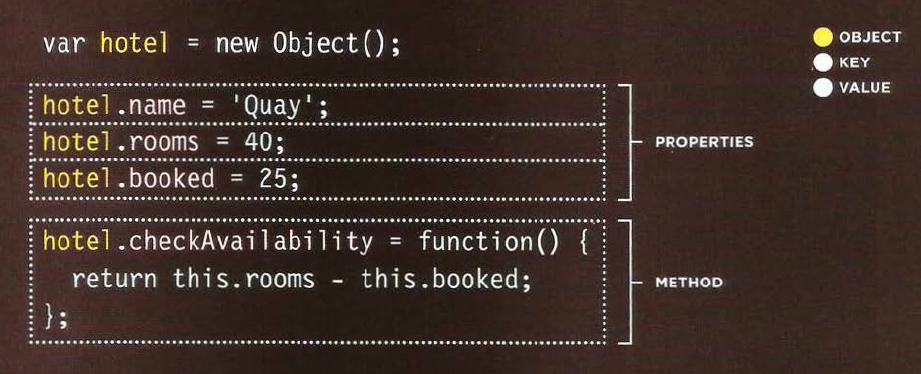 var hotel = new Object();
OBJECT
KEY
VALUE
hotel.name = 'Quay';
hotel.rooms = 40;
hotel.booked = 25;
PROPERTIES
hotel.checkAvailability = function() {
  return this.rooms - this.booked;
};
METHOD